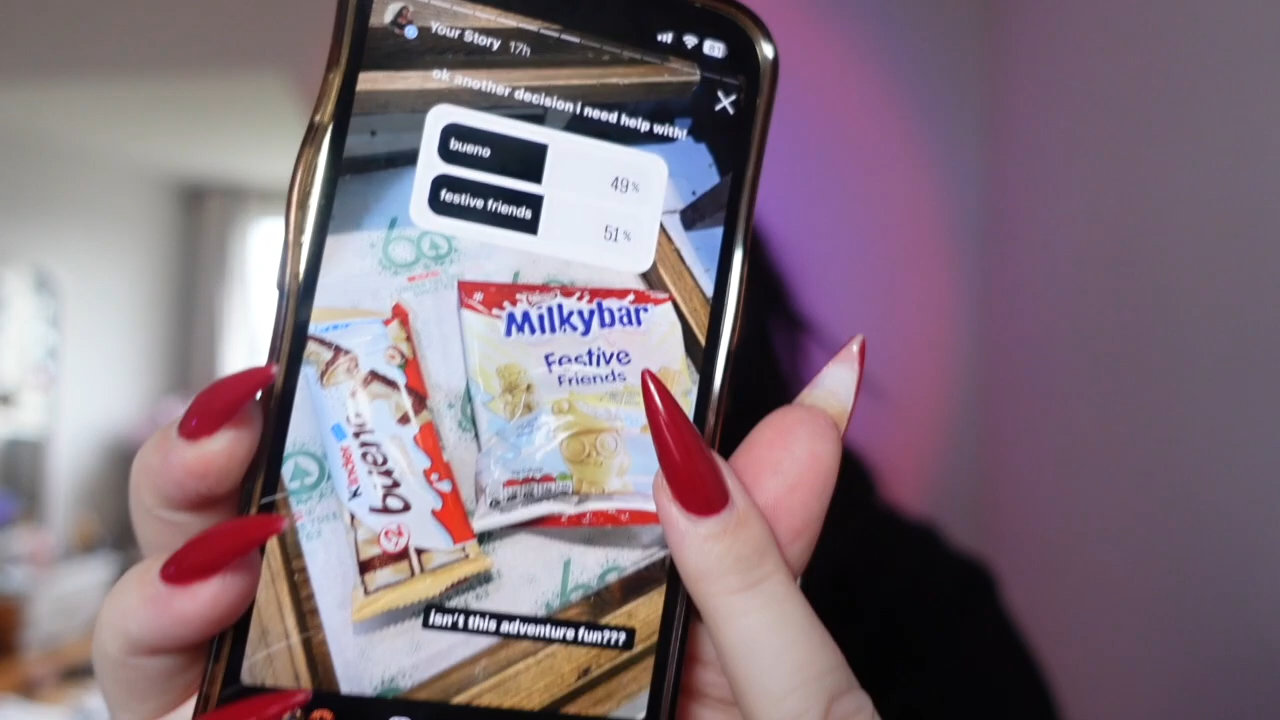 Your Story 17h
81
ok another decision I need help with!
bueno
49%
festive friends
51%
Milkybar
Festive
Friends
Kinder
bueno
isn't this adventure fun???